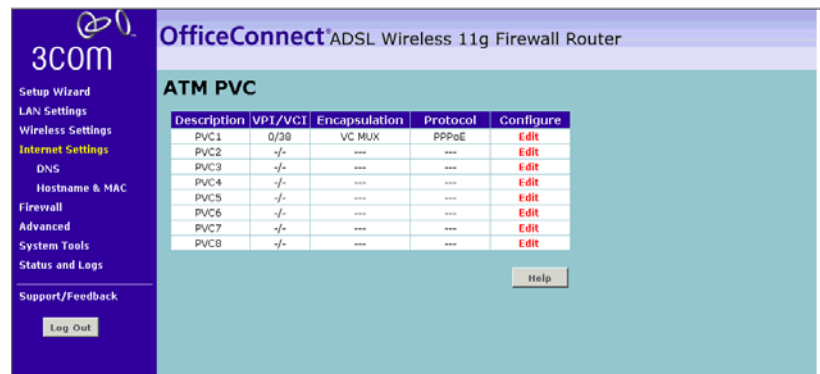 3COM
OfficeConnect® ADSL Wireless 11g Firewall Router
Setup Wizard
LAN Settings
Wireless Settings
Internet Settings
DNS
Hostname & MAC
Firewall
Advanced
System Tools
Status and Logs
Support/Feedback
Log Out
ATM PVC
Description VPI/VCI Encapsulation Protocol Configure
PVC1 0/38 VC MUX PPPoE Edit
PVC2 -/- --- --- Edit
PVC3 -/- --- --- Edit
PVC4 -/- --- --- Edit
PVC5 -/- --- --- Edit
PVC6 -/- --- --- Edit
PVC7 -/- --- --- Edit
PVC8 -/- --- --- Edit
Help